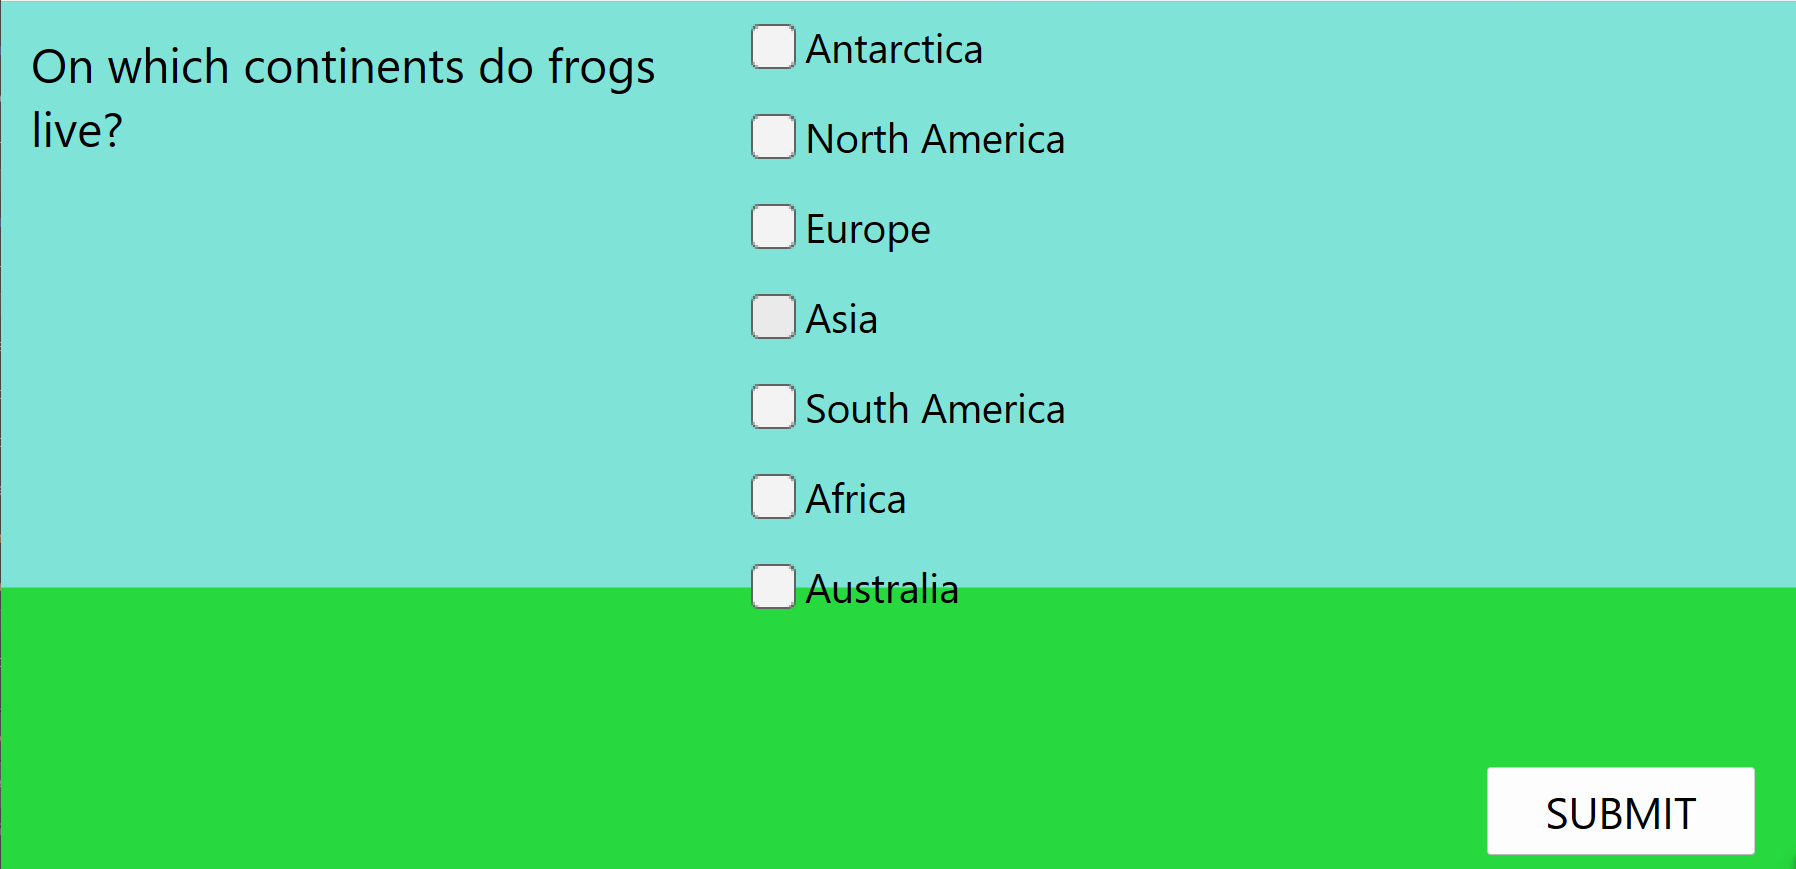 On which continents do frogs
live?
Antarctica
North America
Europe
Asia
South America
Africa
Australia
SUBMIT